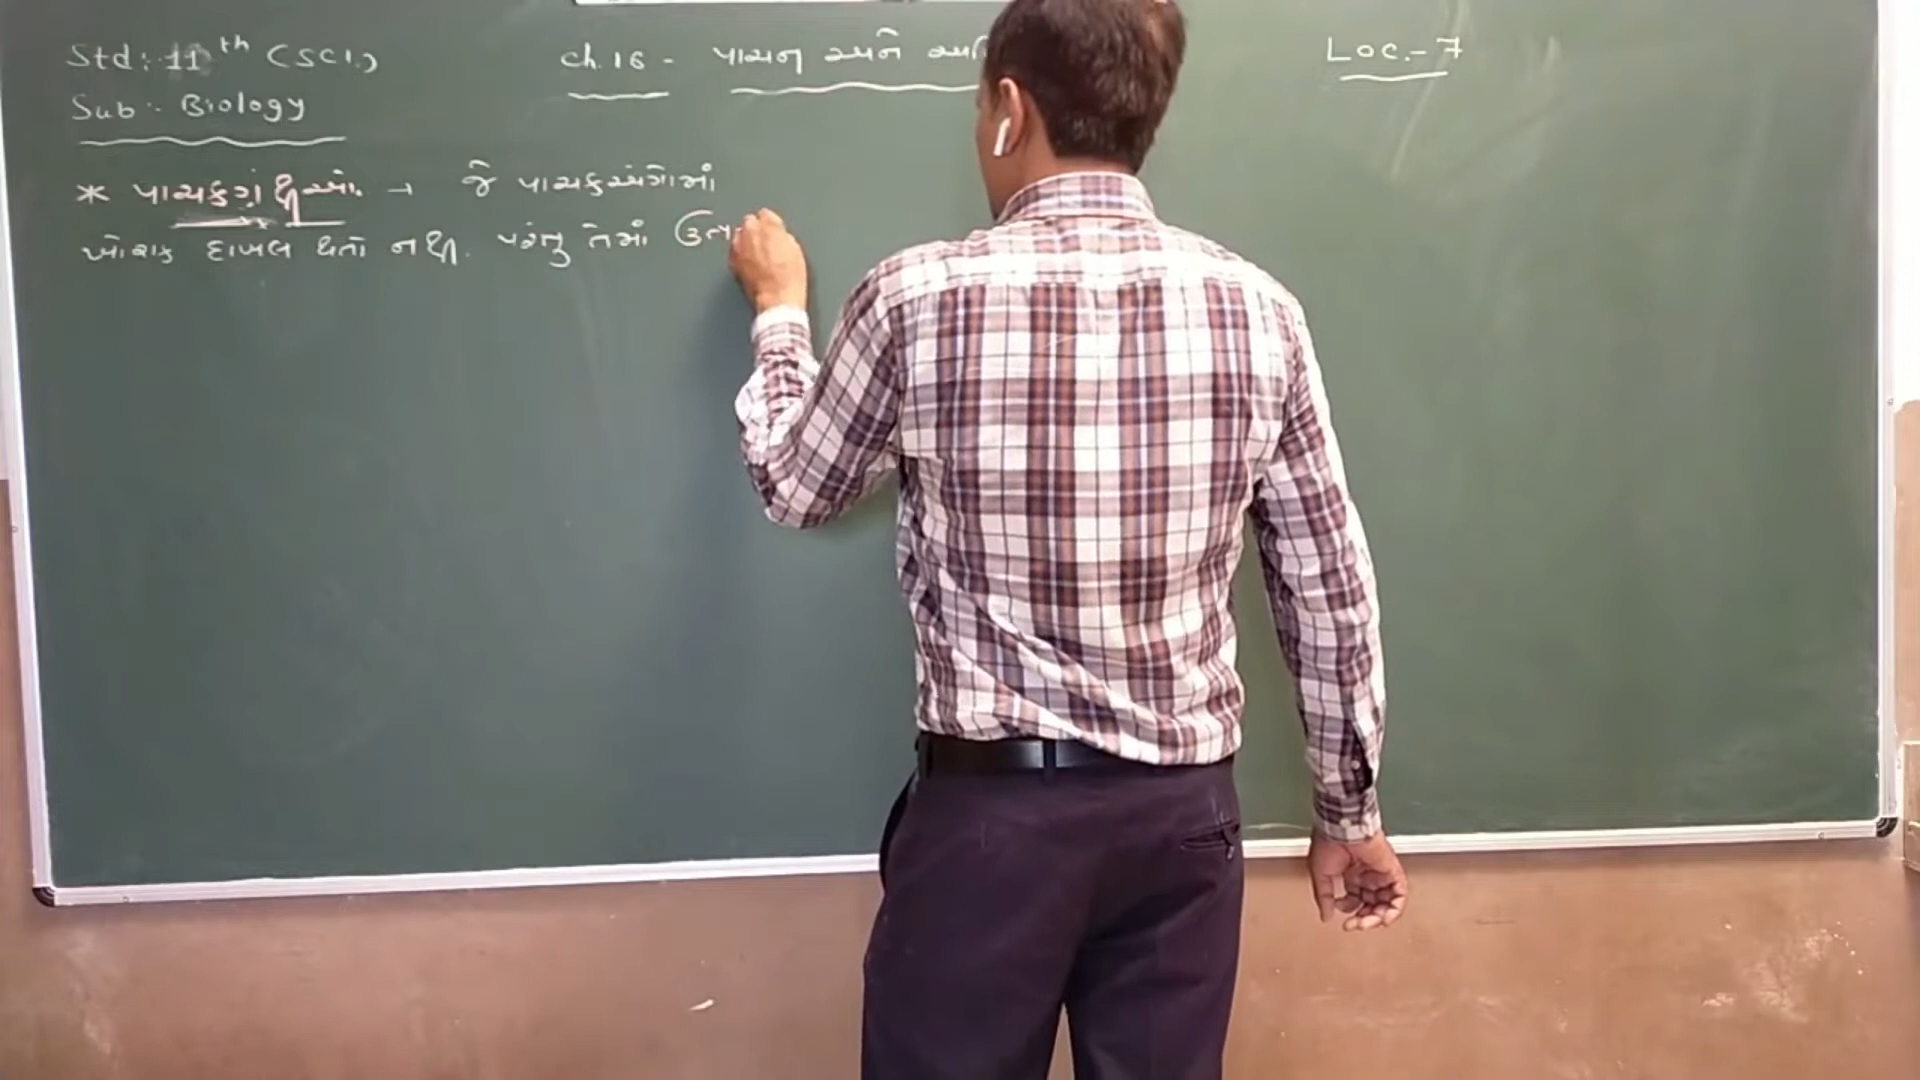 Std: 11th (SCI.)
Ch. 16 - પાચન અને
Loc.- 7
Sub :- Biology
* પાચકગ્રંથીઓ. → જે પાચકઅંગોમાં
ખોરાક દાખલ થતો નથી. પરંતુ તેમાં